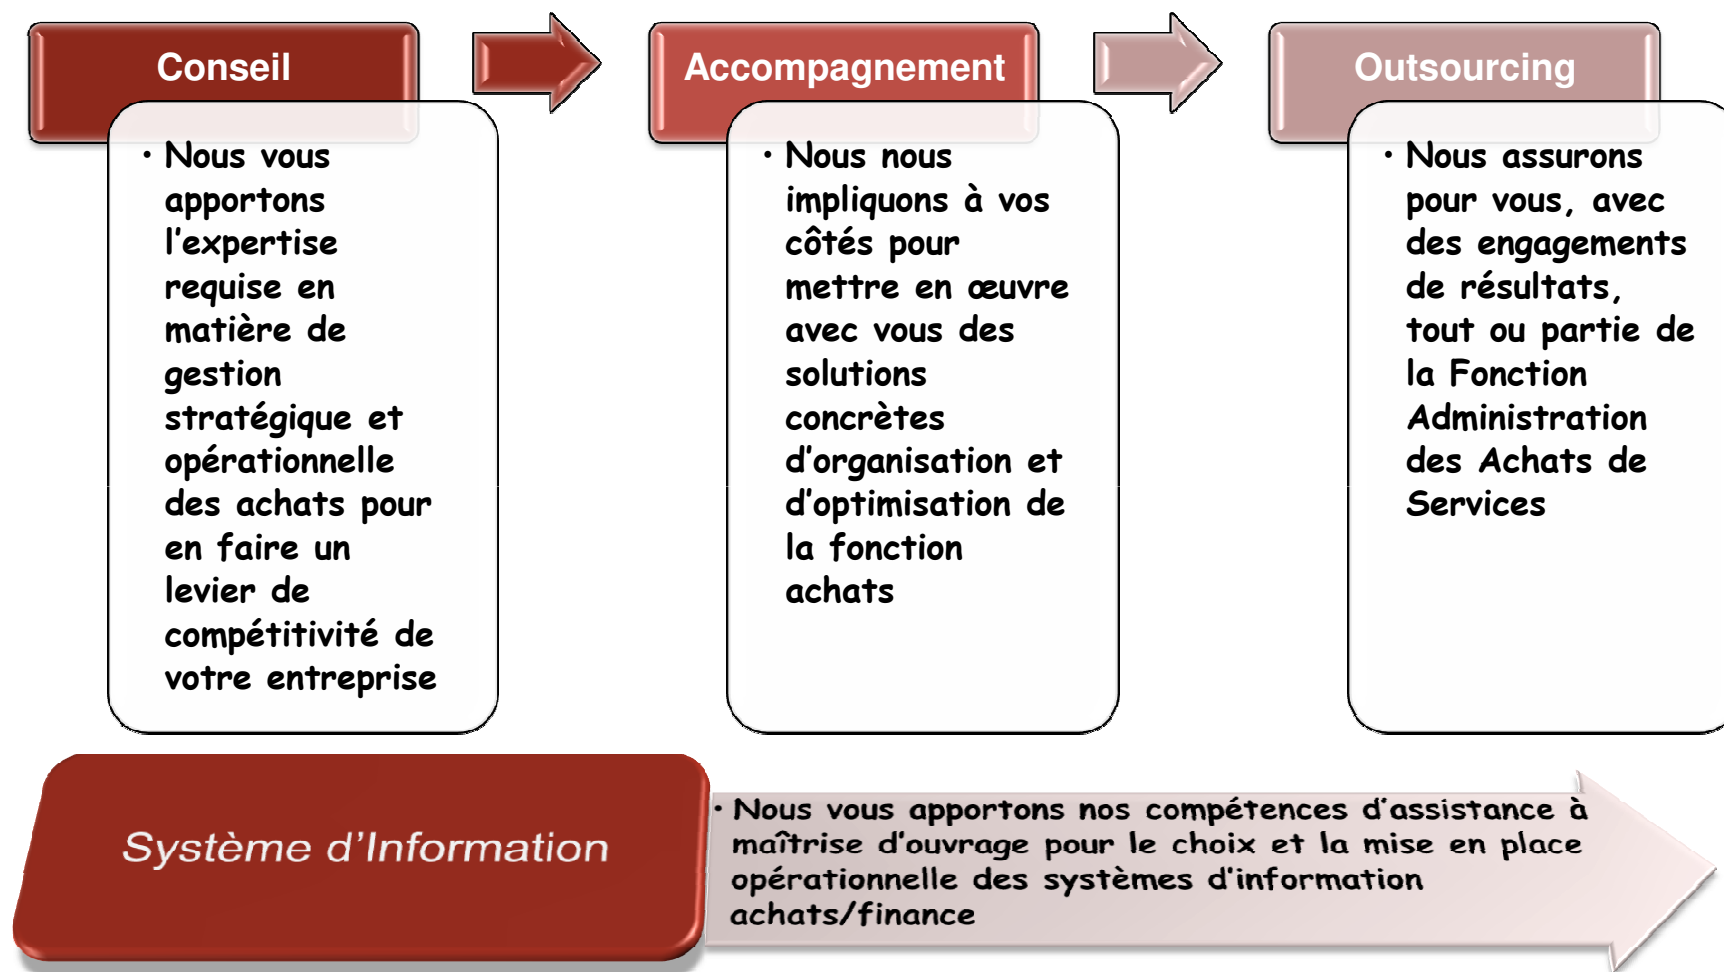 Conseil
• Nous vous
apportons
l'expertise
requise en
matière de
gestion
stratégique et
opérationnelle
des achats pour
en faire un
levier de
compétitivité de
votre entreprise
Accompagnement
• Nous nous
impliquons à vos
côtés pour
mettre en œuvre
avec vous des
solutions
concrètes
d'organisation et
d'optimisation de
la fonction
achats
Outsourcing
• Nous assurons
pour vous, avec
des engagements
de résultats,
tout ou partie de
la Fonction
Administration
des Achats de
Services
Système d'Information
• Nous vous apportons nos compétences d'assistance à
maîtrise d'ouvrage pour le choix et la mise en place
opérationnelle des systèmes d'information
achats/finance